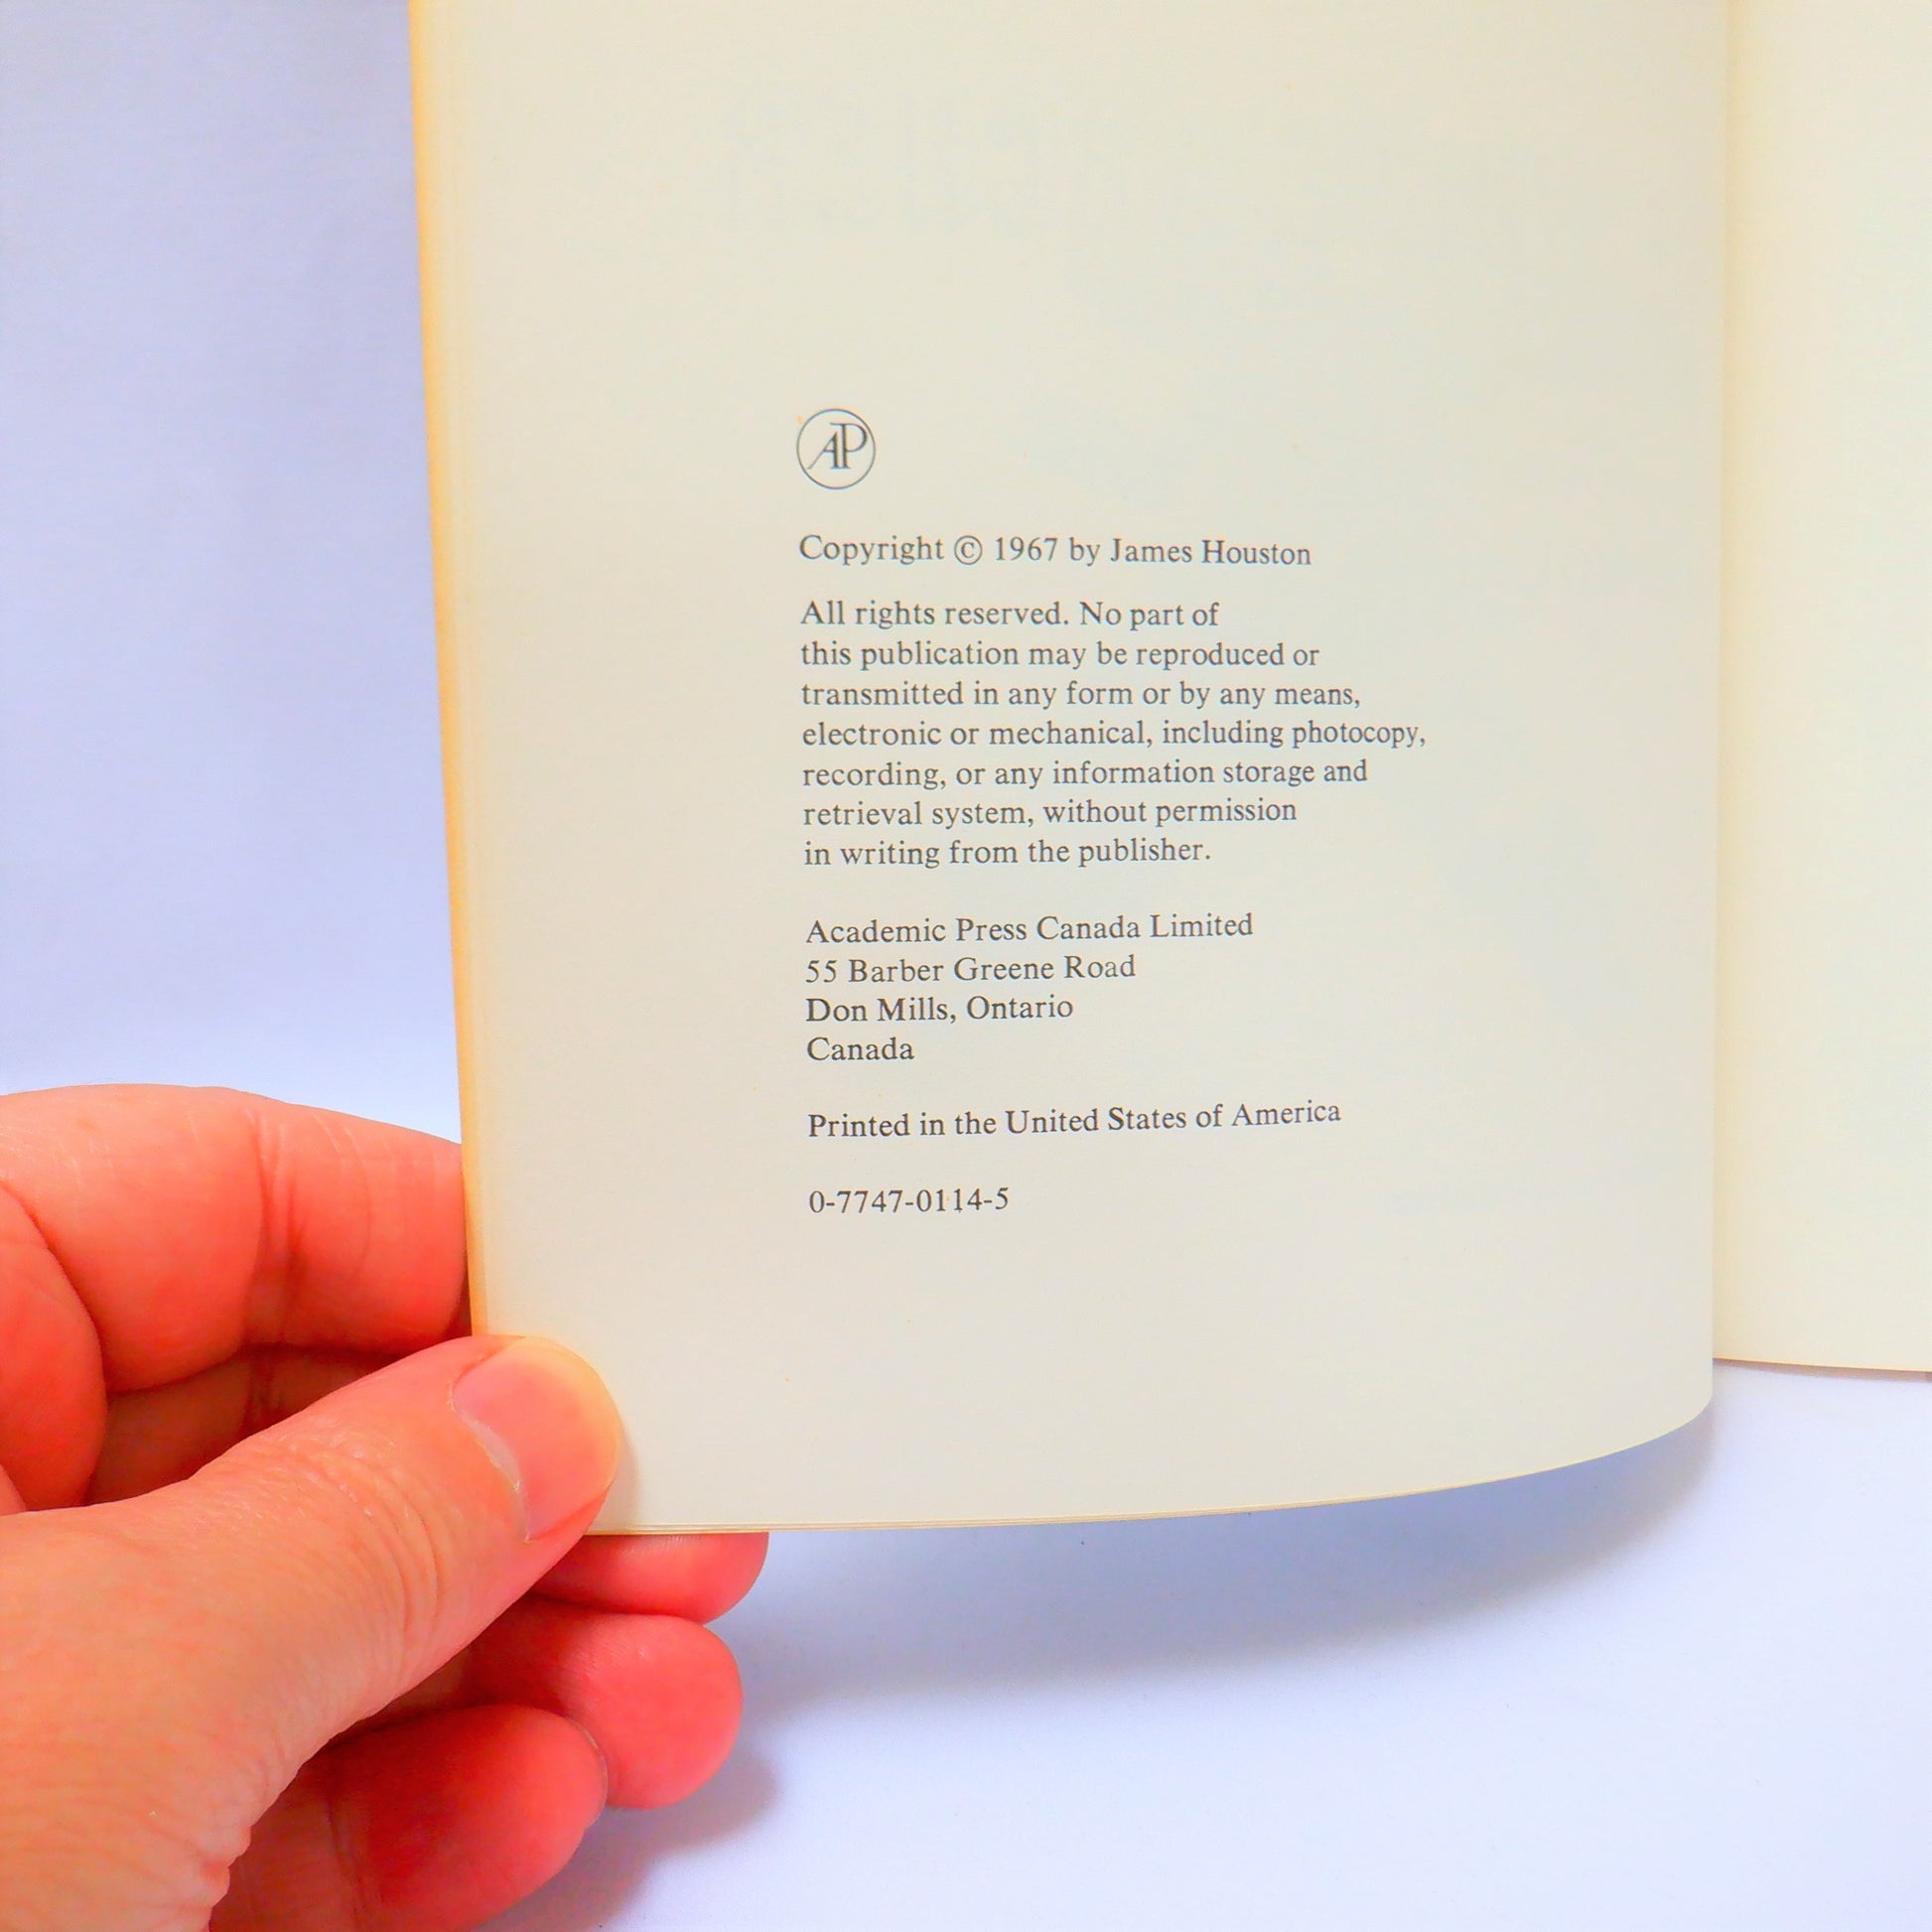 AP
Copyright © 1967 by James Houston
All rights reserved. No part of
this publication may be reproduced or
transmitted in any form or by any means,
electronic or mechanical, including photocopy,
recording, or any information storage and
retrieval system, without permission
in writing from the publisher.
Academic Press Canada Limited
55 Barber Greene Road
Don Mills, Ontario
Canada
Printed in the United States of America
0-7747-0114-5